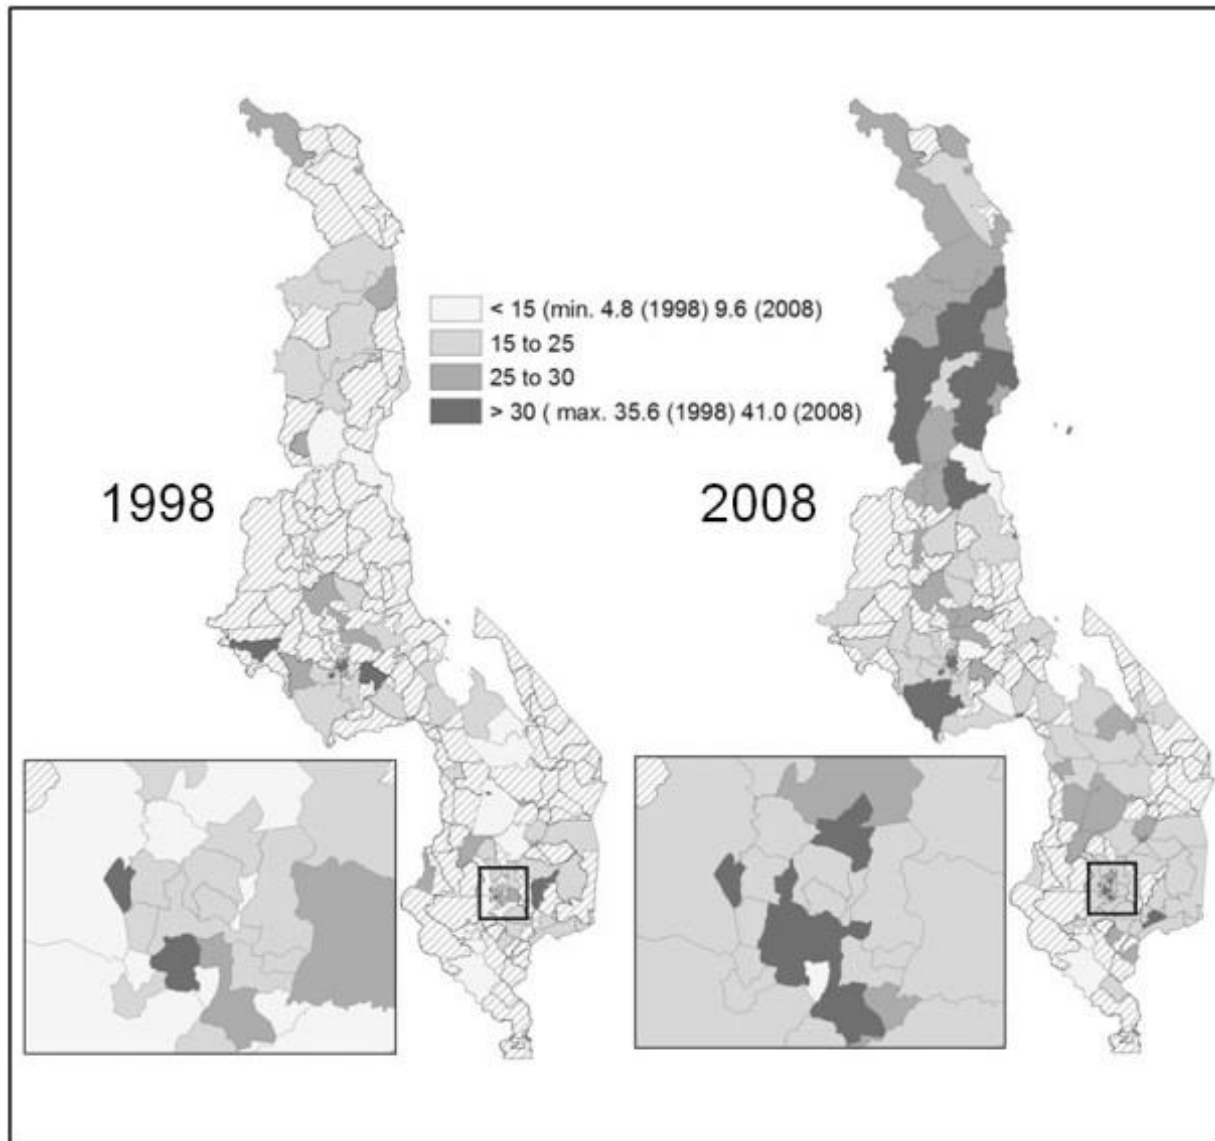 < 15 (min. 4.8 (1998) 9.6 (2008)
15 to 25
25 to 30
> 30 ( max. 35.6 (1998) 41.0 (2008)
1998
2008